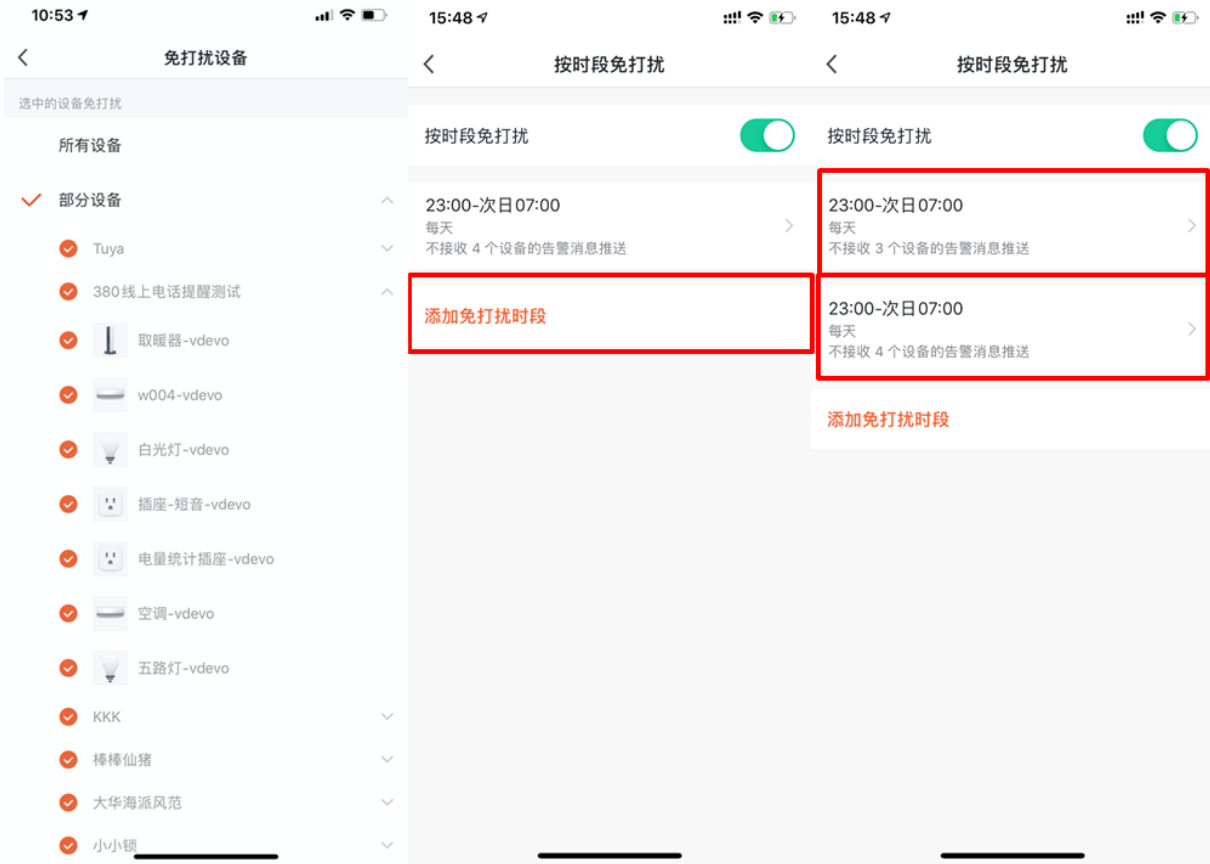 10:53
免打扰设备
选中的设备免打扰
所有设备
部分设备
Tuya
380线上电话提醒测试
取暖器-vdevo
w004-vdevo
白光灯-vdevo
插座-短音-vdevo
电量统计插座-vdevo
空调-vdevo
五路灯-vdevo
KKK
棒棒仙猪
大华海派风范
小小锁
15:48
按时段免打扰
按时段免打扰
23:00-次日07:00
每天
不接收 4 个设备的告警消息推送
添加免打扰时段
15:48
按时段免打扰
按时段免打扰
23:00-次日07:00
每天
不接收 3 个设备的告警消息推送
23:00-次日07:00
每天
不接收 4 个设备的告警消息推送
添加免打扰时段